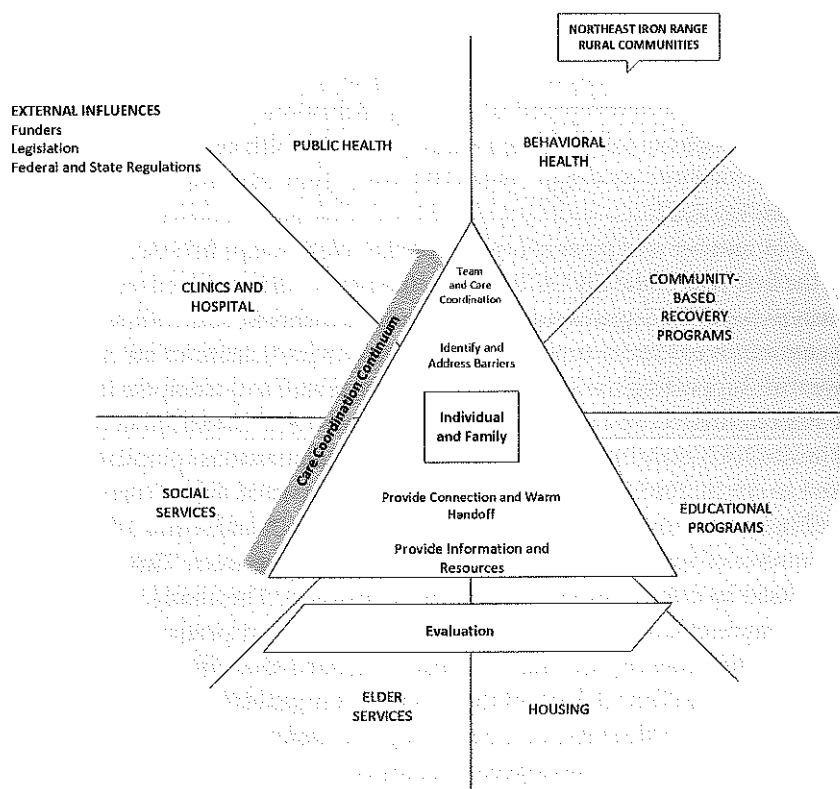 NORTHEAST IRON RANGE
RURAL COMMUNITIES
EXTERNAL INFLUENCES
Funders
Legislation
Federal and State Regulations
PUBLIC HEALTH
BEHAVIORAL
HEALTH
CLINICS AND
HOSPITAL
COMMUNITY-
BASED
RECOVERY
PROGRAMS
Team
and Care
Coordination
Identify and
Address Barriers
Care Coordination Continuum
Individual
and Family
SOCIAL
SERVICES
Provide Connection and Warm
Handoff
EDUCATIONAL
PROGRAMS
Provide Information and
Resources
Evaluation
ELDER
SERVICES
HOUSING